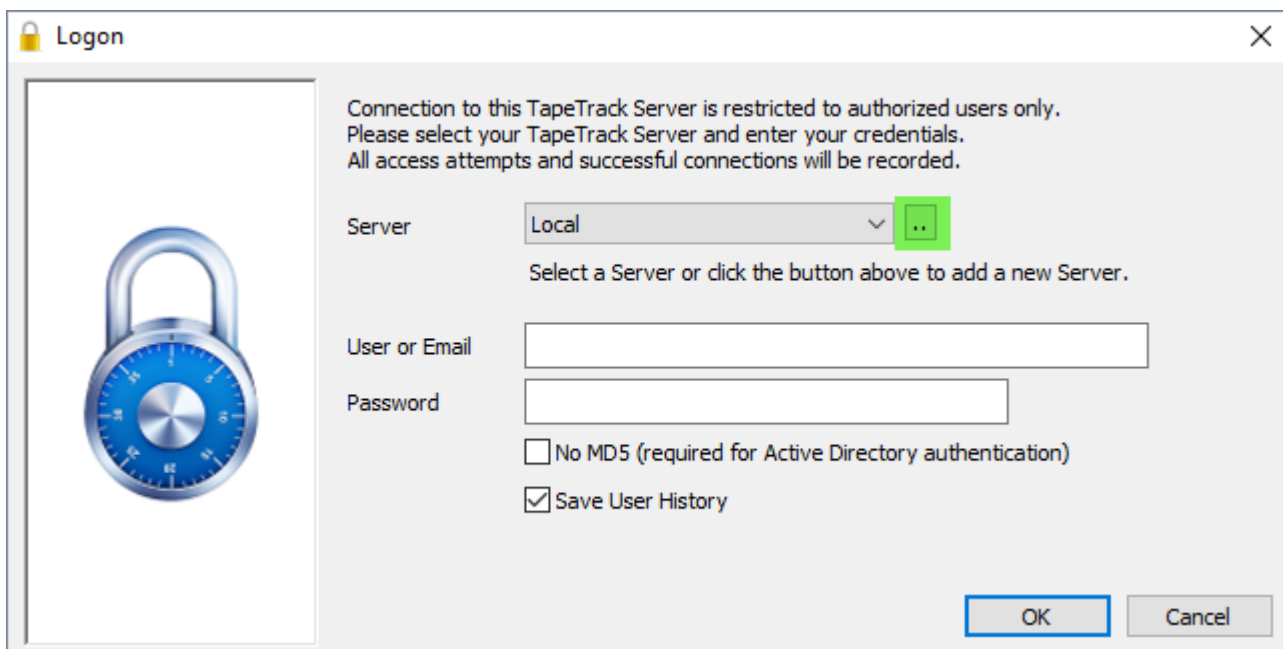 Logon
Connection to this TapeTrack Server is restricted to authorized users only.
Please select your TapeTrack Server and enter your credentials.
All access attempts and successful connections will be recorded.
Server
Local
..
Select a Server or click the button above to add a new Server.
User or Email
Password
No MD5 (required for Active Directory authentication)
Save User History
OK
Cancel